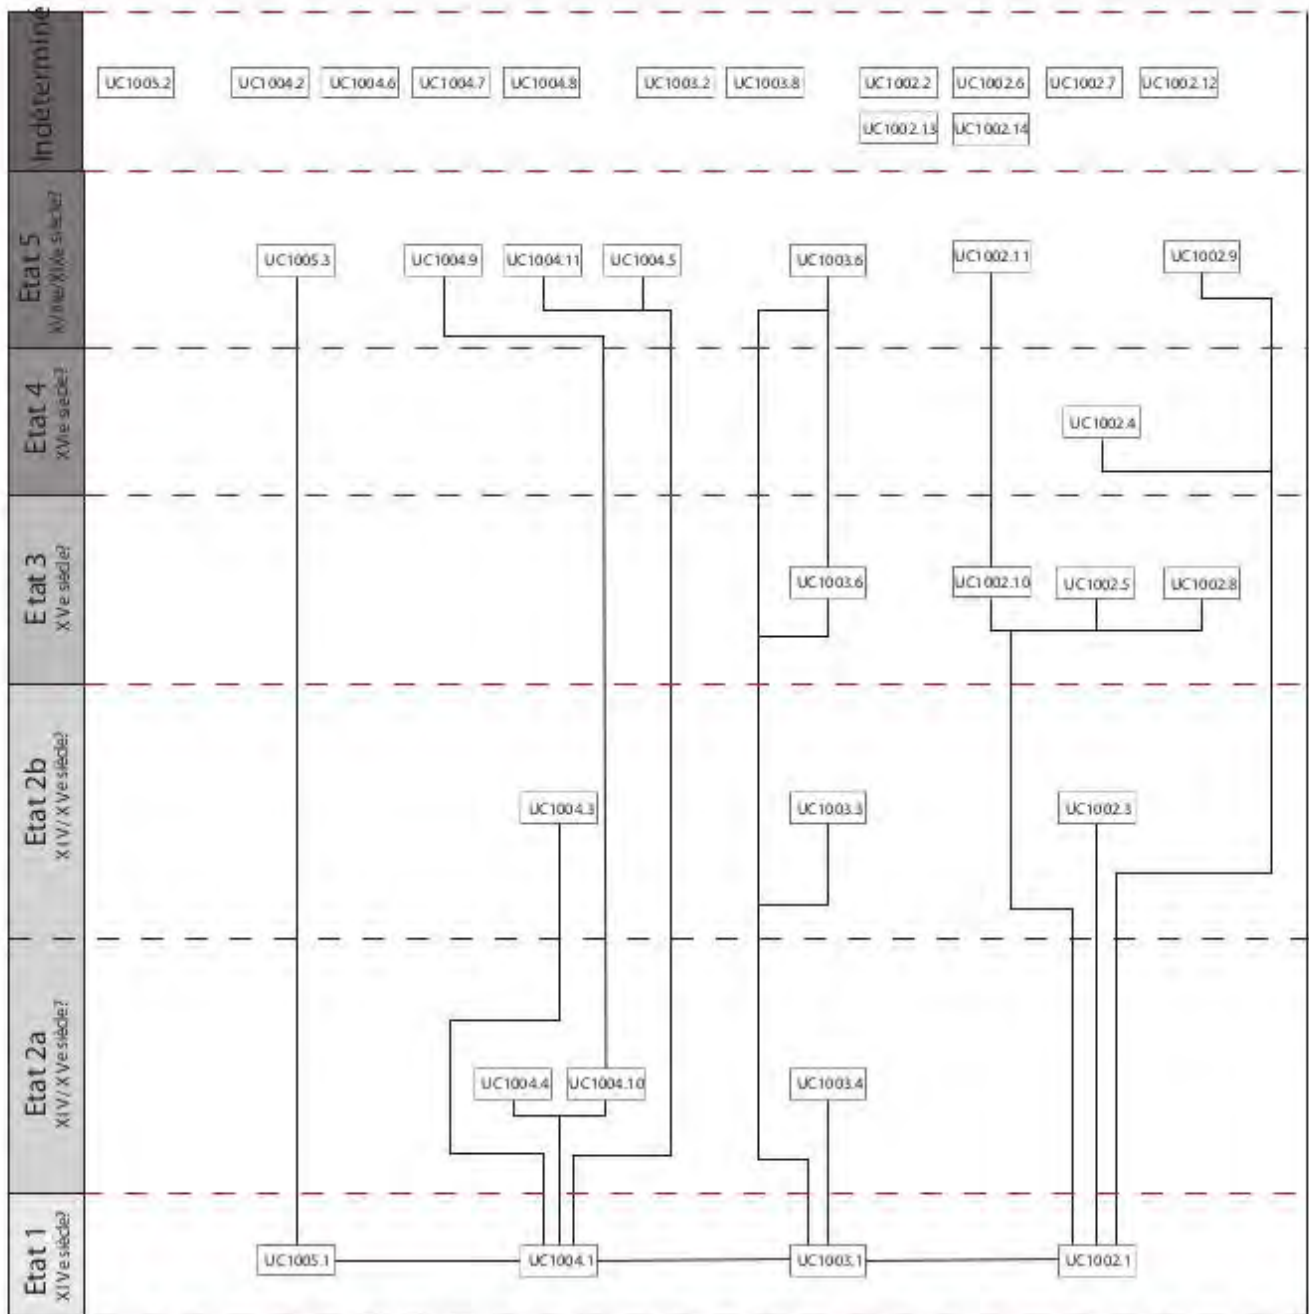 Indéterminé
UC1005.2 UC1004.2 UC1004.6 UC1004.7 UC1004.8 UC1003.2 UC1003.8 UC1002.2 UC1002.6 UC1002.7 UC1002.12
UC1002.13 UC1002.14
Etat 5
XVIIIe/XIXe siècle?
UC1005.3 UC1004.9 UC1004.11 UC1004.5 UC1003.6 UC1002.11 UC1002.9
Etat 4
XVIe siècle?
UC1002.4
Etat 3
XVe siècle?
UC1003.6 UC1002.10 UC1002.5 UC1002.8
Etat 2b
XIV/XVe siècle?
UC1004.3 UC1003.3 UC1002.3
Etat 2a
XIV/XVe siècle?
UC1004.4 UC1004.10 UC1003.4
Etat 1
XIVe siècle?
UC1005.1 UC1004.1 UC1003.1 UC1002.1